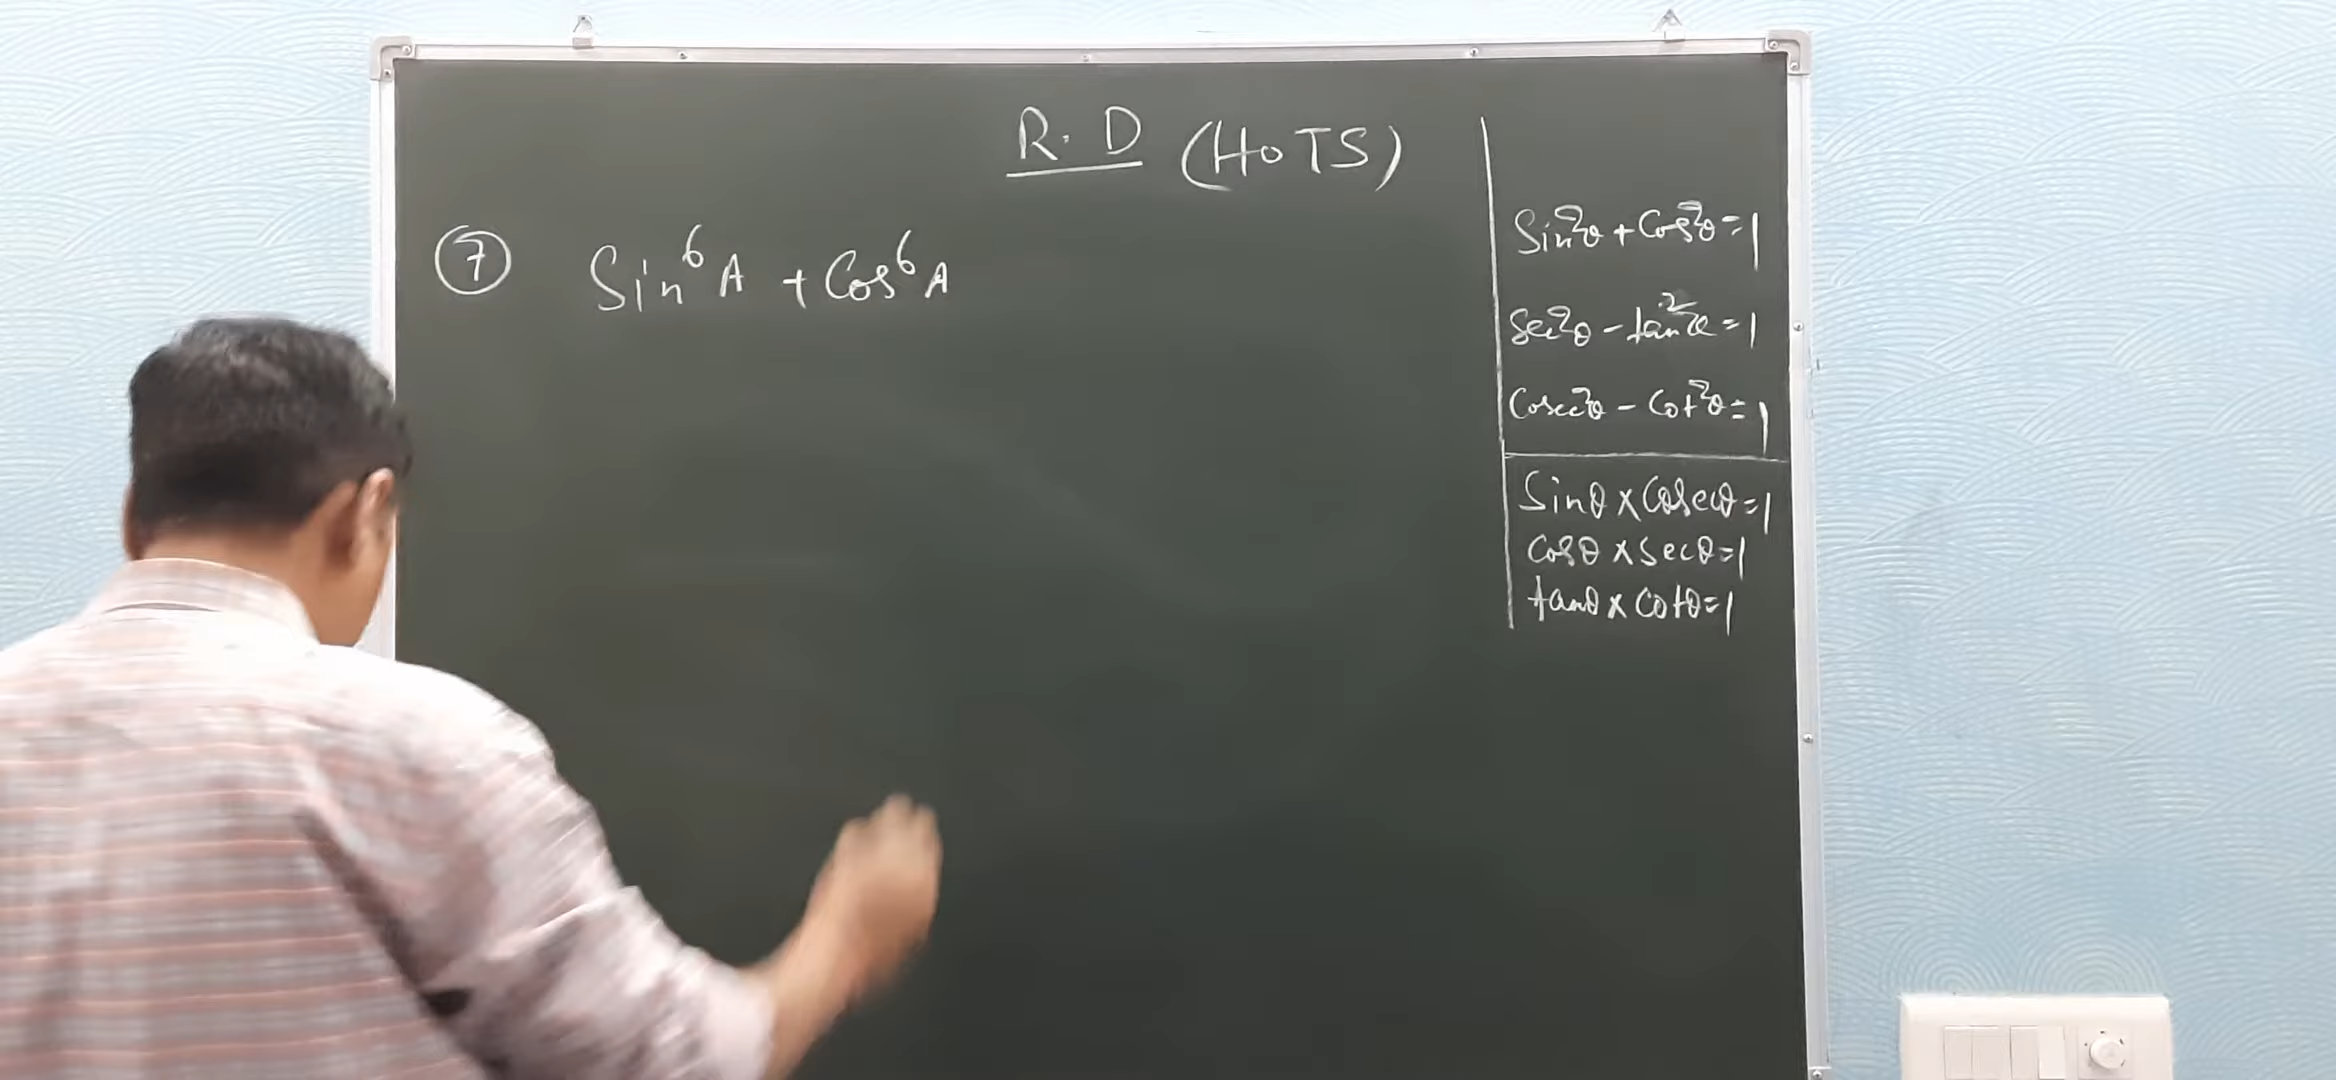 R.D (HOTS)
7 Sin⁶A + Cos⁶A
Sin²θ + Cos²θ = 1
Sec²θ - tan²θ = 1
Cosec²θ - Cot²θ = 1
Sinθ × Cosecθ = 1
Cosθ × Secθ = 1
tanθ × Cotθ = 1